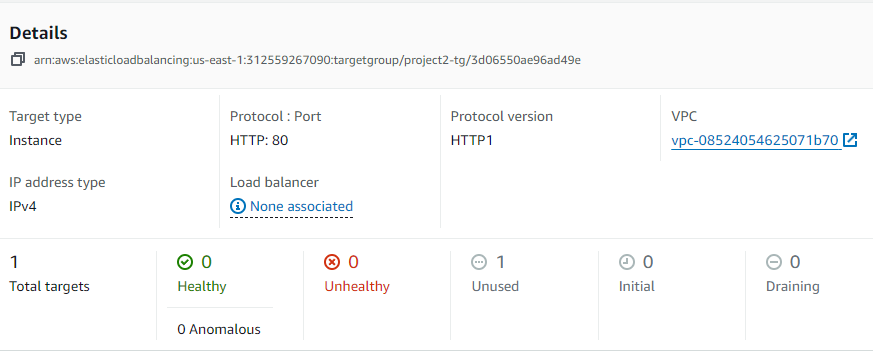 Details
arn:aws:elasticloadbalancing:us-east-1:312559267090:targetgroup/project2-tg/3d06550ae96ad49e
Target type
Instance
Protocol : Port
HTTP: 80
Protocol version
HTTP1
VPC
vpc-08524054625071b70
IP address type
IPv4
Load balancer
None associated
1
Total targets
0
Healthy
0 Anomalous
0
Unhealthy
1
Unused
0
Initial
0
Draining